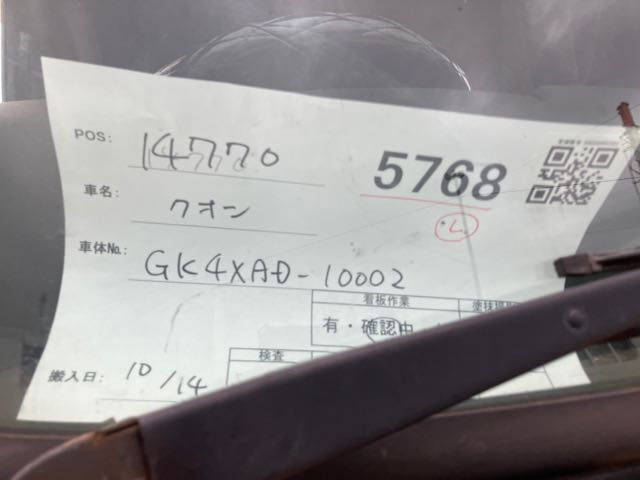 POS: 14770
5768
車名: クオン
し
車体No.: GK4XAD-10002
看板作業
有・確認中
検査
搬入日: 10/14